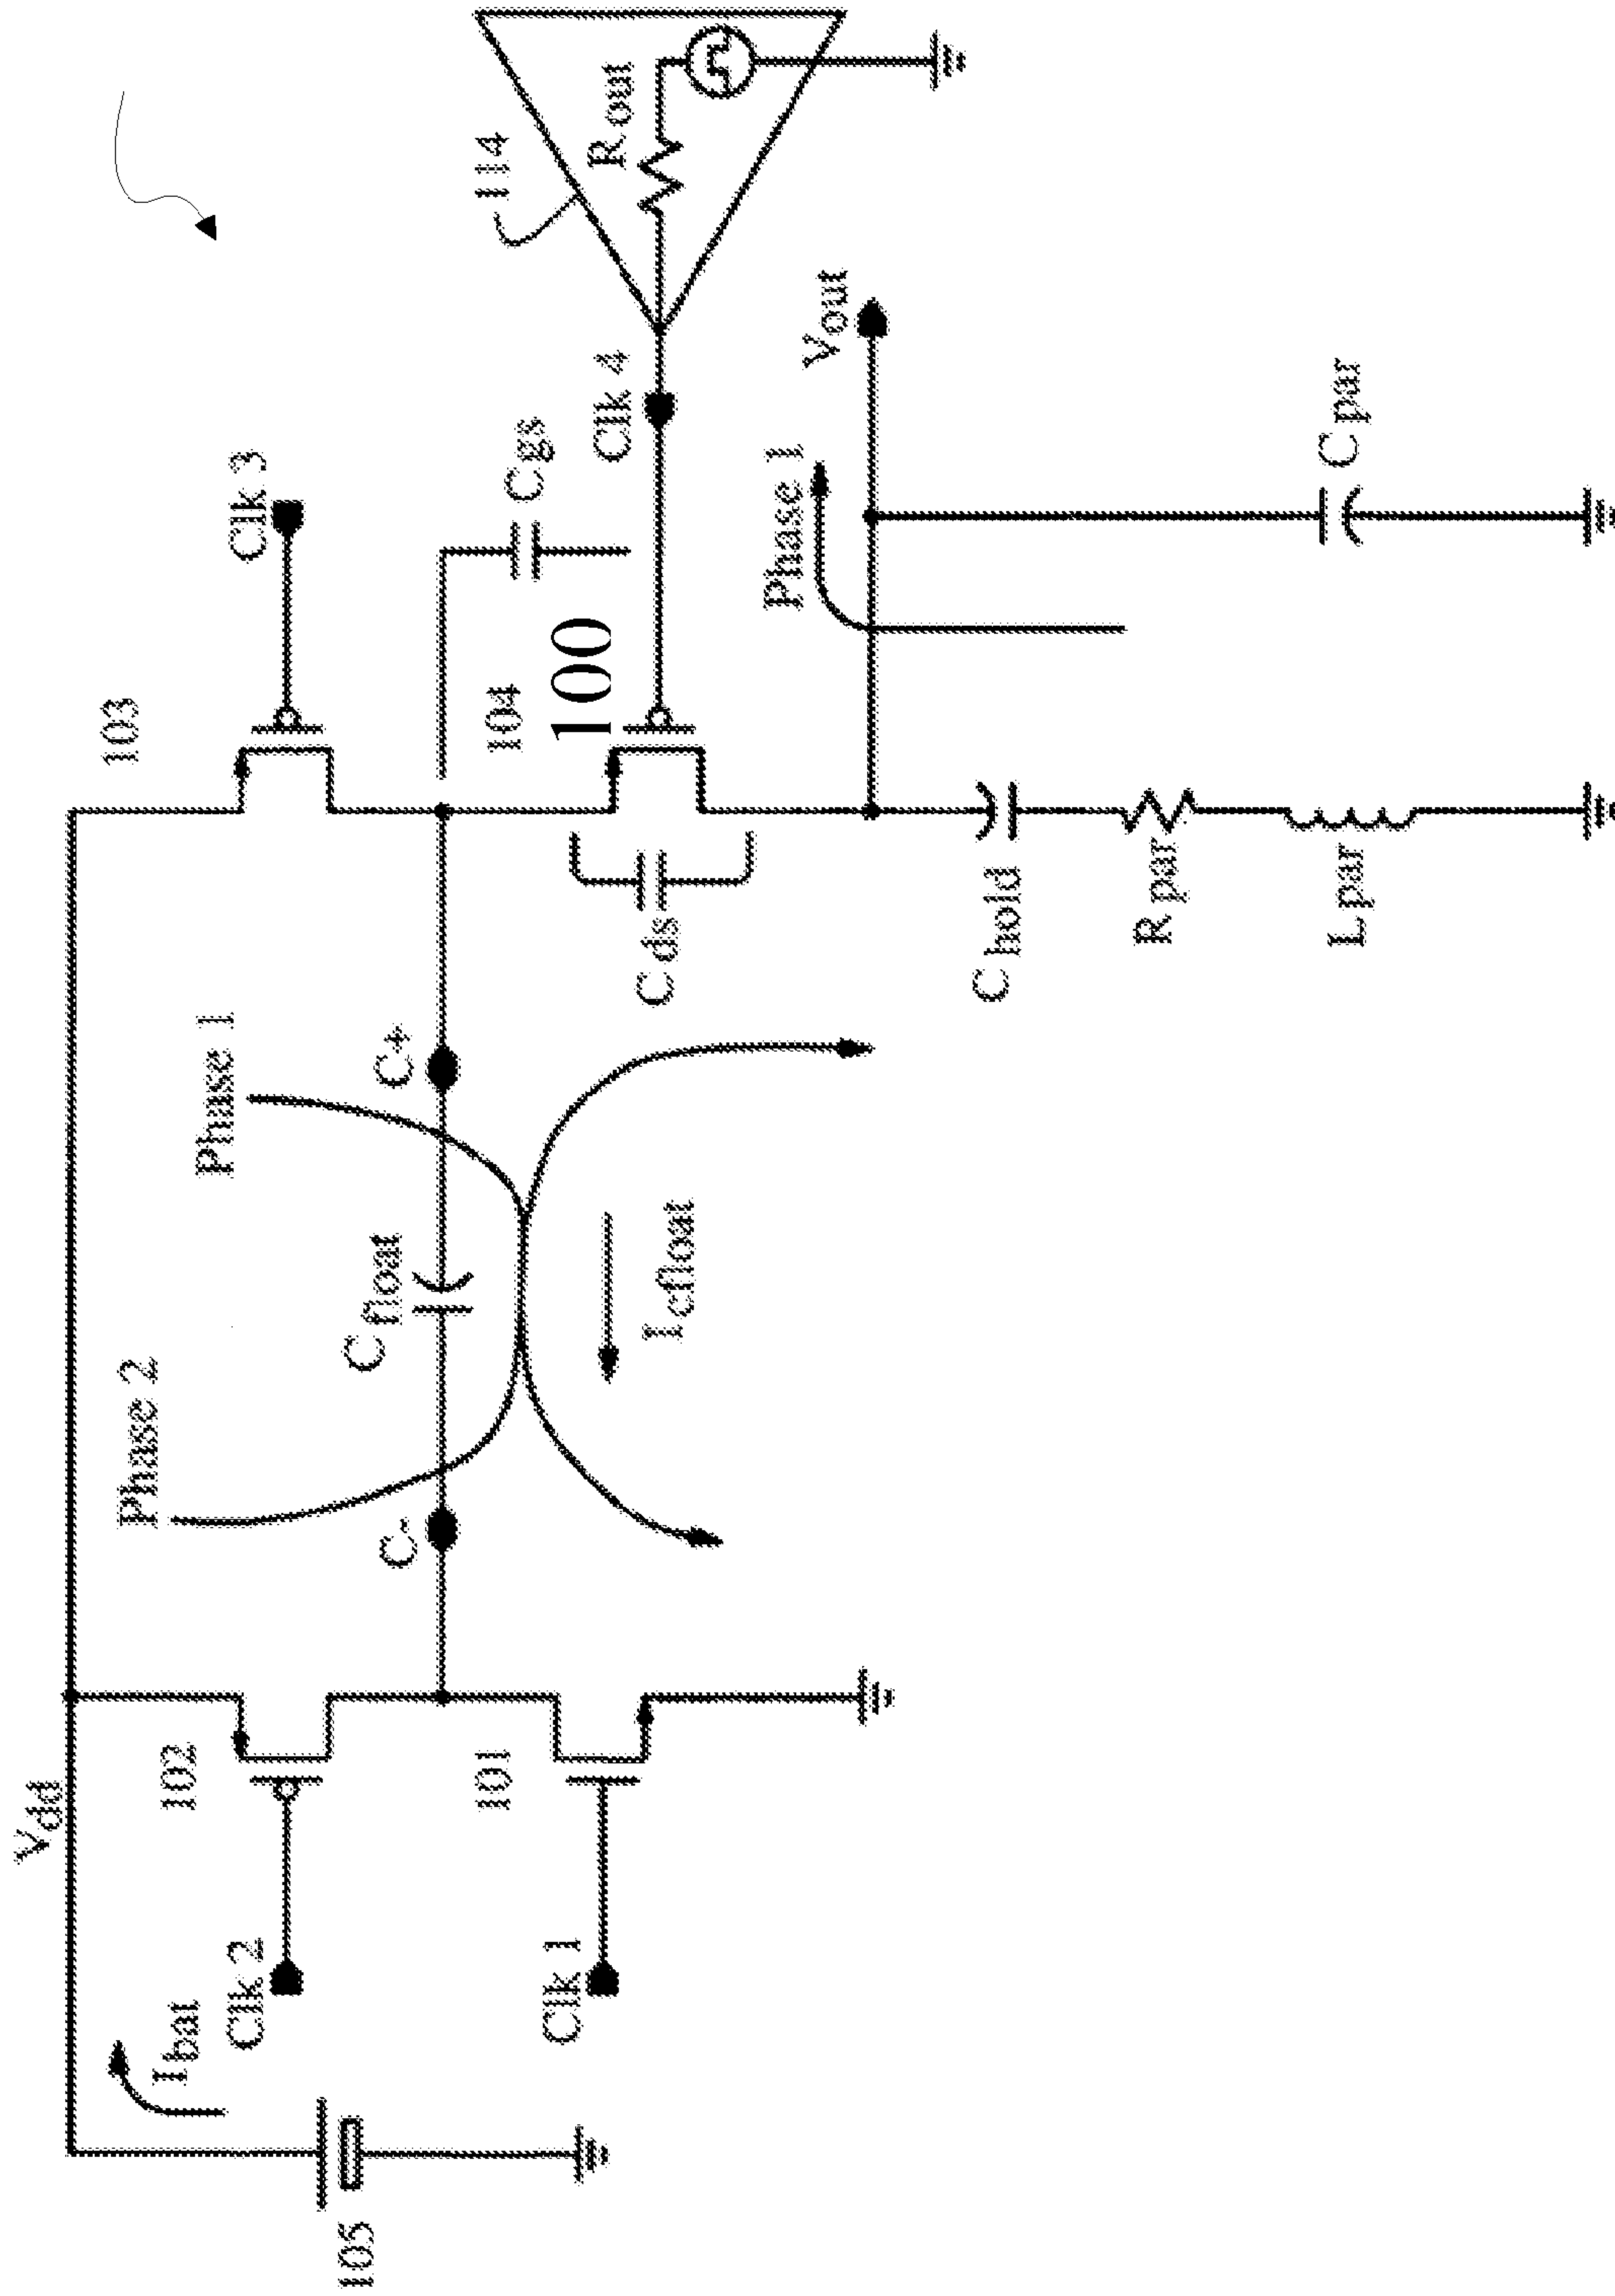 Vdd
Ibat
105
Clk 2
102
Clk 1
101
Phase 2
C-
Cfloat
Phase 1
C+
Icfloat
103
Clk 3
Cgs
104
100
Cds
Clk 4
114
Rout
Phase 1
Vout
Chold
Rpar
Lpar
Cpar